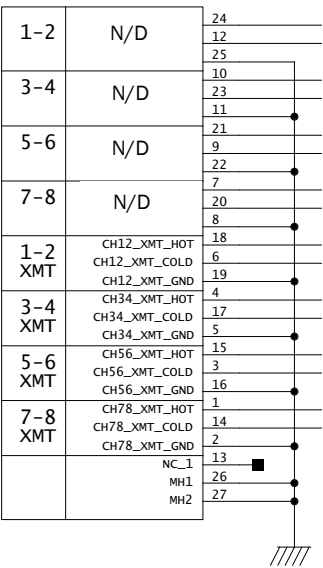 24
1-2 N/D 12
25
10
3-4 N/D 23
11
21
5-6 N/D 9
22
7
7-8 N/D 20
8
CH12_XMT_HOT 18
1-2
XMT
CH12_XMT_COLD 6
CH12_XMT_GND 19
CH34_XMT_HOT 4
3-4
XMT
CH34_XMT_COLD 17
CH34_XMT_GND 5
CH56_XMT_HOT 15
5-6
XMT
CH56_XMT_COLD 3
CH56_XMT_GND 16
CH78_XMT_HOT 1
7-8
XMT
CH78_XMT_COLD 14
CH78_XMT_GND 2
NC_1 13
MH1 26
MH2 27